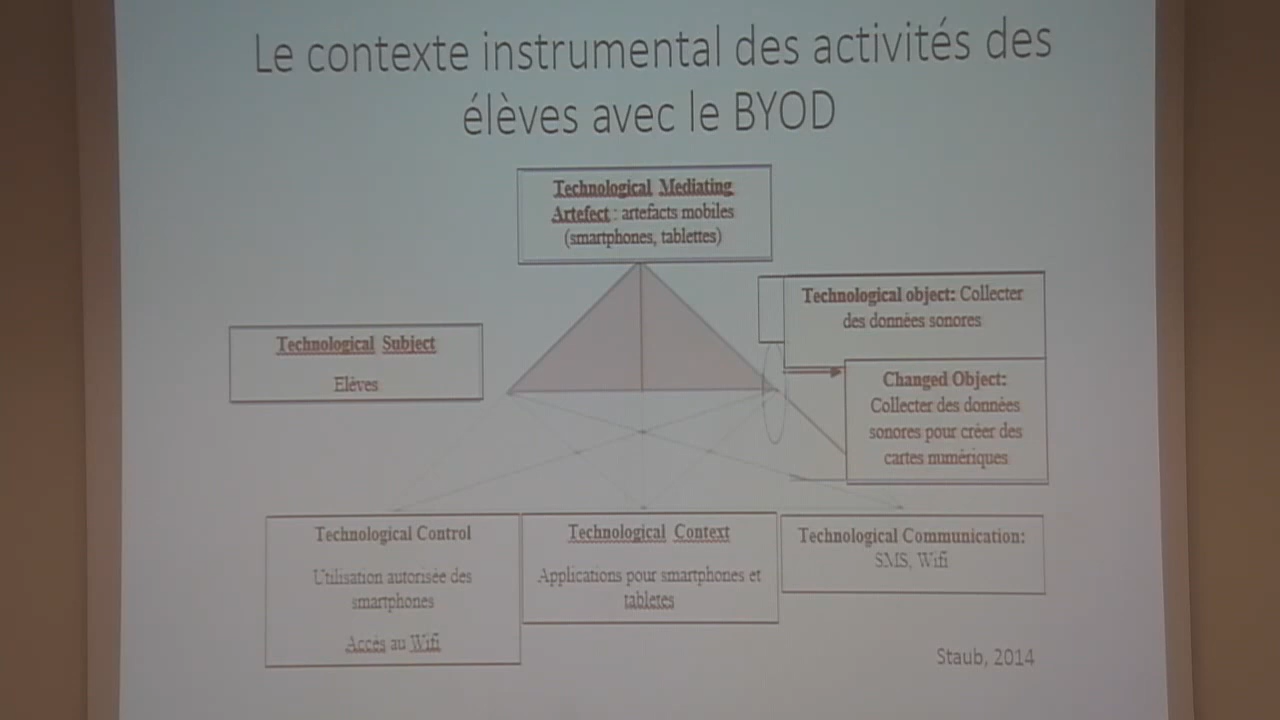 Le contexte instrumental des activités des
élèves avec le BYOD
Technological Mediating
Artefect : artefacts mobiles
(smartphones, tablettes)
Technological object: Collecter
des données sonores
Technological Subject
Elèves
Changed Object:
Collecter des données
sonores pour créer des
cartes numériques
Technological Control
Utilisation autorisée des
smartphones
Accès au Wifi
Technological Context
Applications pour smartphones et
tabletes
Technological Communication:
SMS, Wifi
Staub, 2014